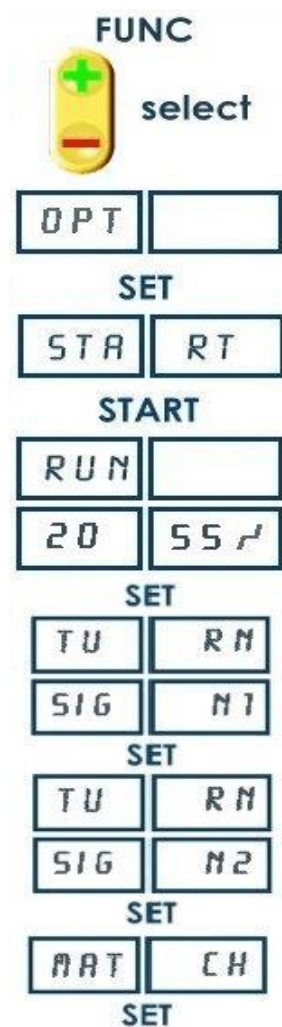 FUNC
+
select
-
OPT
SET
STA RT
START
RUN
20 55
SET
TU RN
SIG N1
SET
TU RN
SIG N2
SET
MAT CH
SET